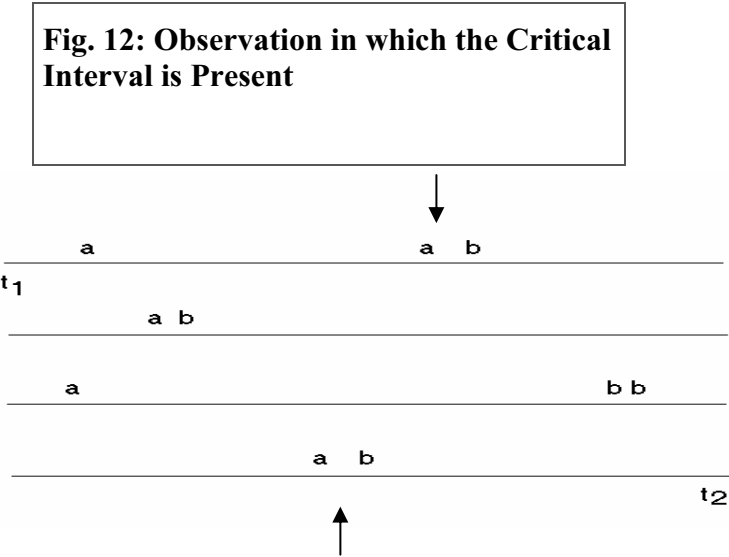 Fig. 12: Observation in which the Critical
Interval is Present
a a b
t1
a b
a b b
a b
t2